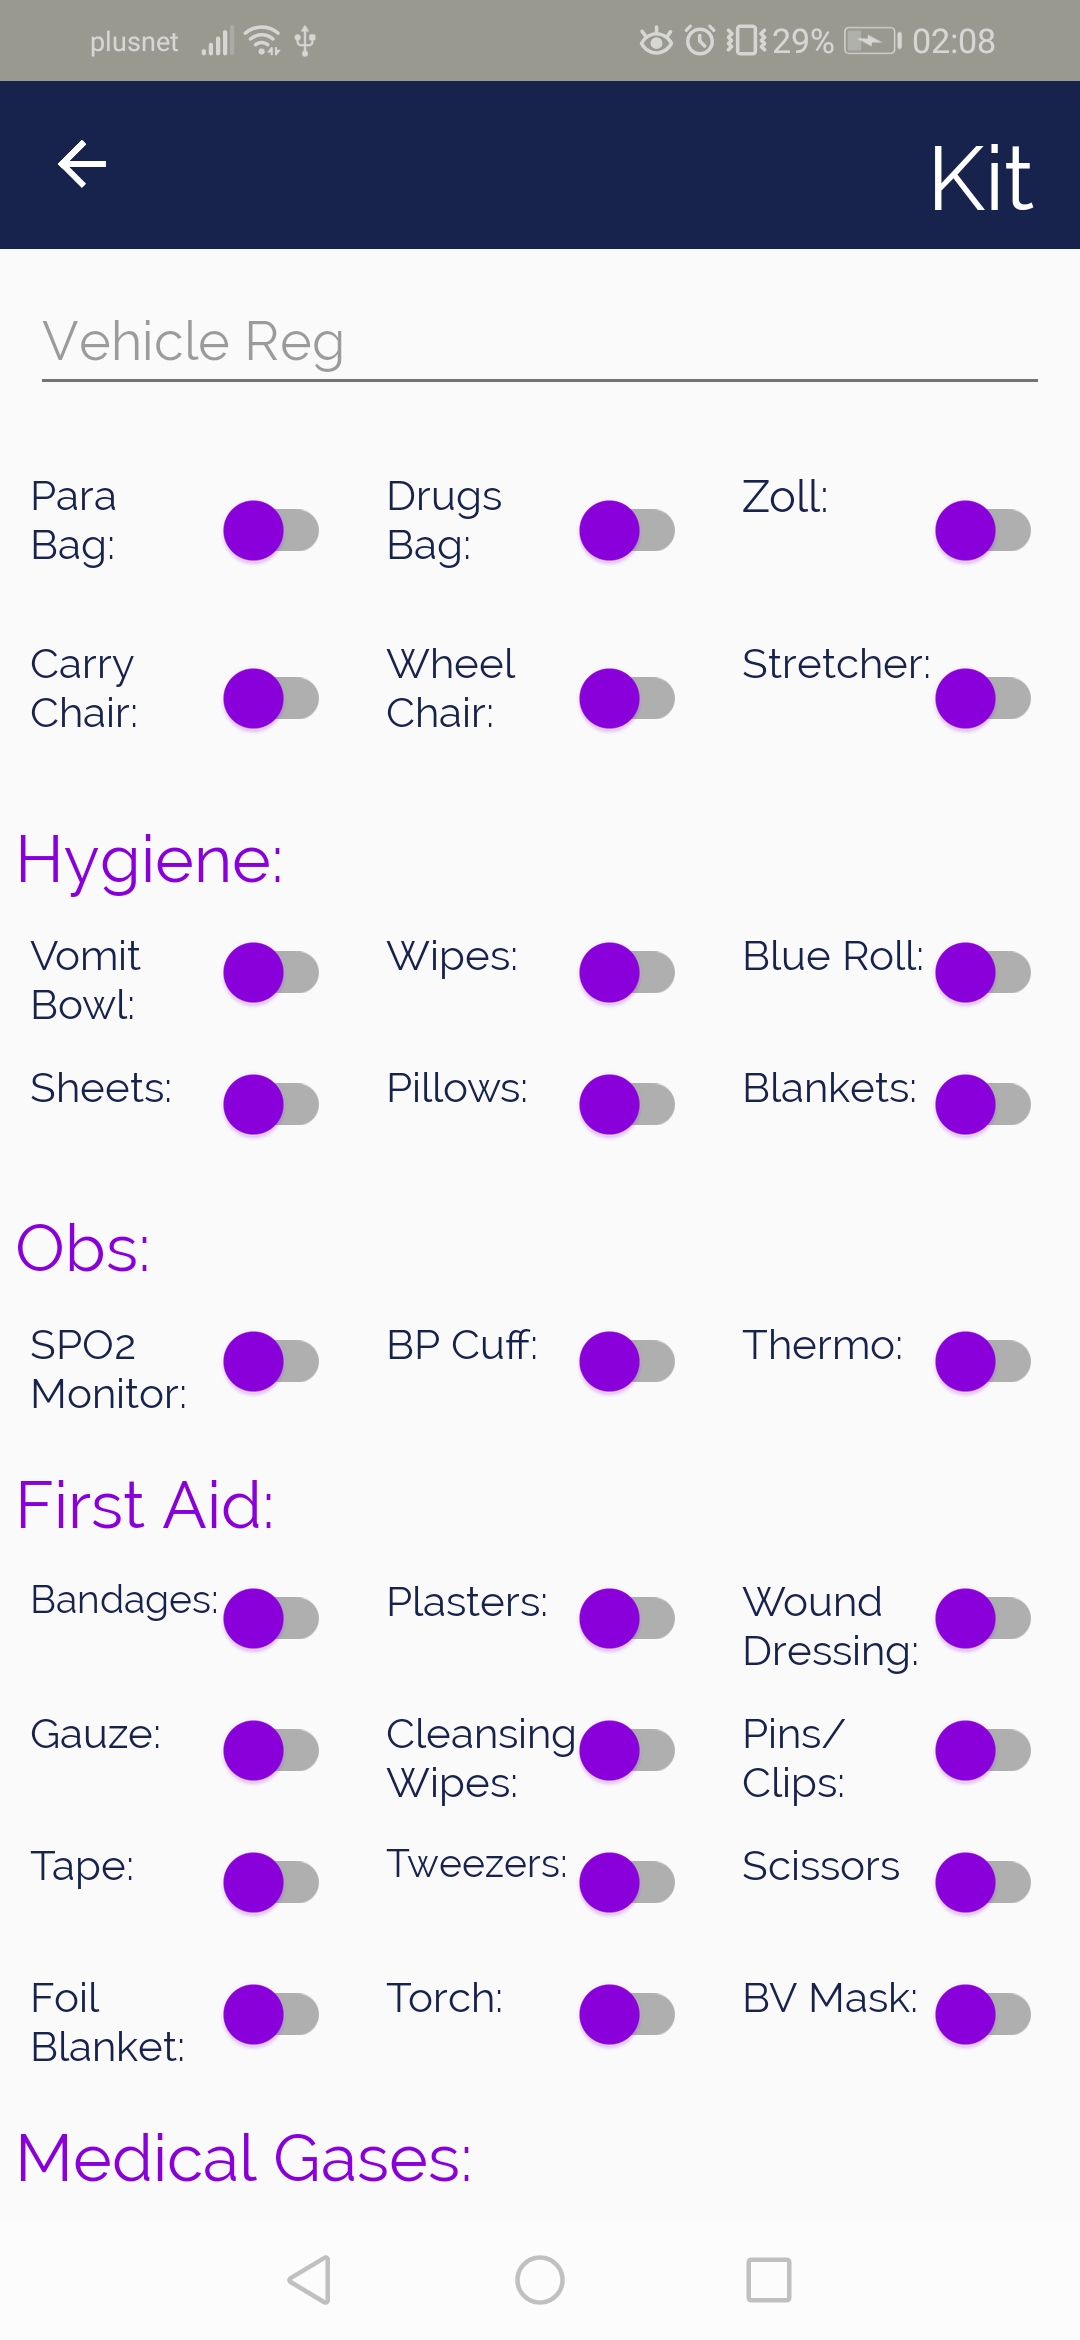 plusnet 29% 02:08
Kit
Vehicle Reg
Para Bag:
Drugs Bag:
Zoll:
Carry Chair:
Wheel Chair:
Stretcher:
Hygiene:
Vomit Bowl:
Wipes:
Blue Roll:
Sheets:
Pillows:
Blankets:
Obs:
SPO2 Monitor:
BP Cuff:
Thermo:
First Aid:
Bandages:
Plasters:
Wound Dressing:
Gauze:
Cleansing Wipes:
Pins/ Clips:
Tape:
Tweezers:
Scissors
Foil Blanket:
Torch:
BV Mask:
Medical Gases: